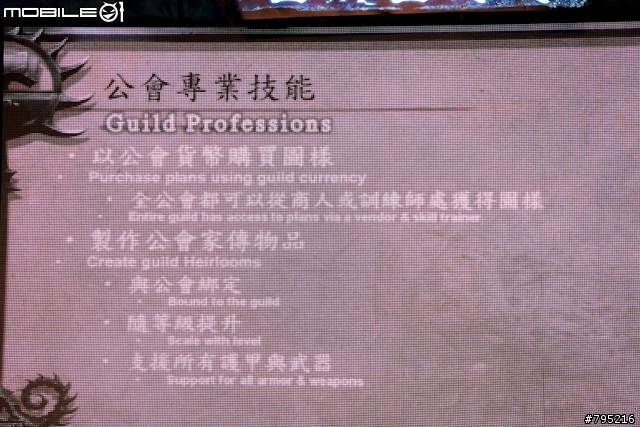 MOBILE01
公會專業技能
Guild Professions
• 以公會貨幣購買圖樣
• Purchase plans using guild currency
• 全公會都可以從商人或訓練師處獲得圖樣
• Entire guild has access to plans via a vendor & skill trainer
• 製作公會家傳物品
• Create guild Heirlooms
• 與公會綁定
• Bound to the guild
• 隨等級提升
• Scale with level
• 支援所有護甲與武器
• Support for all armor & weapons
#795216